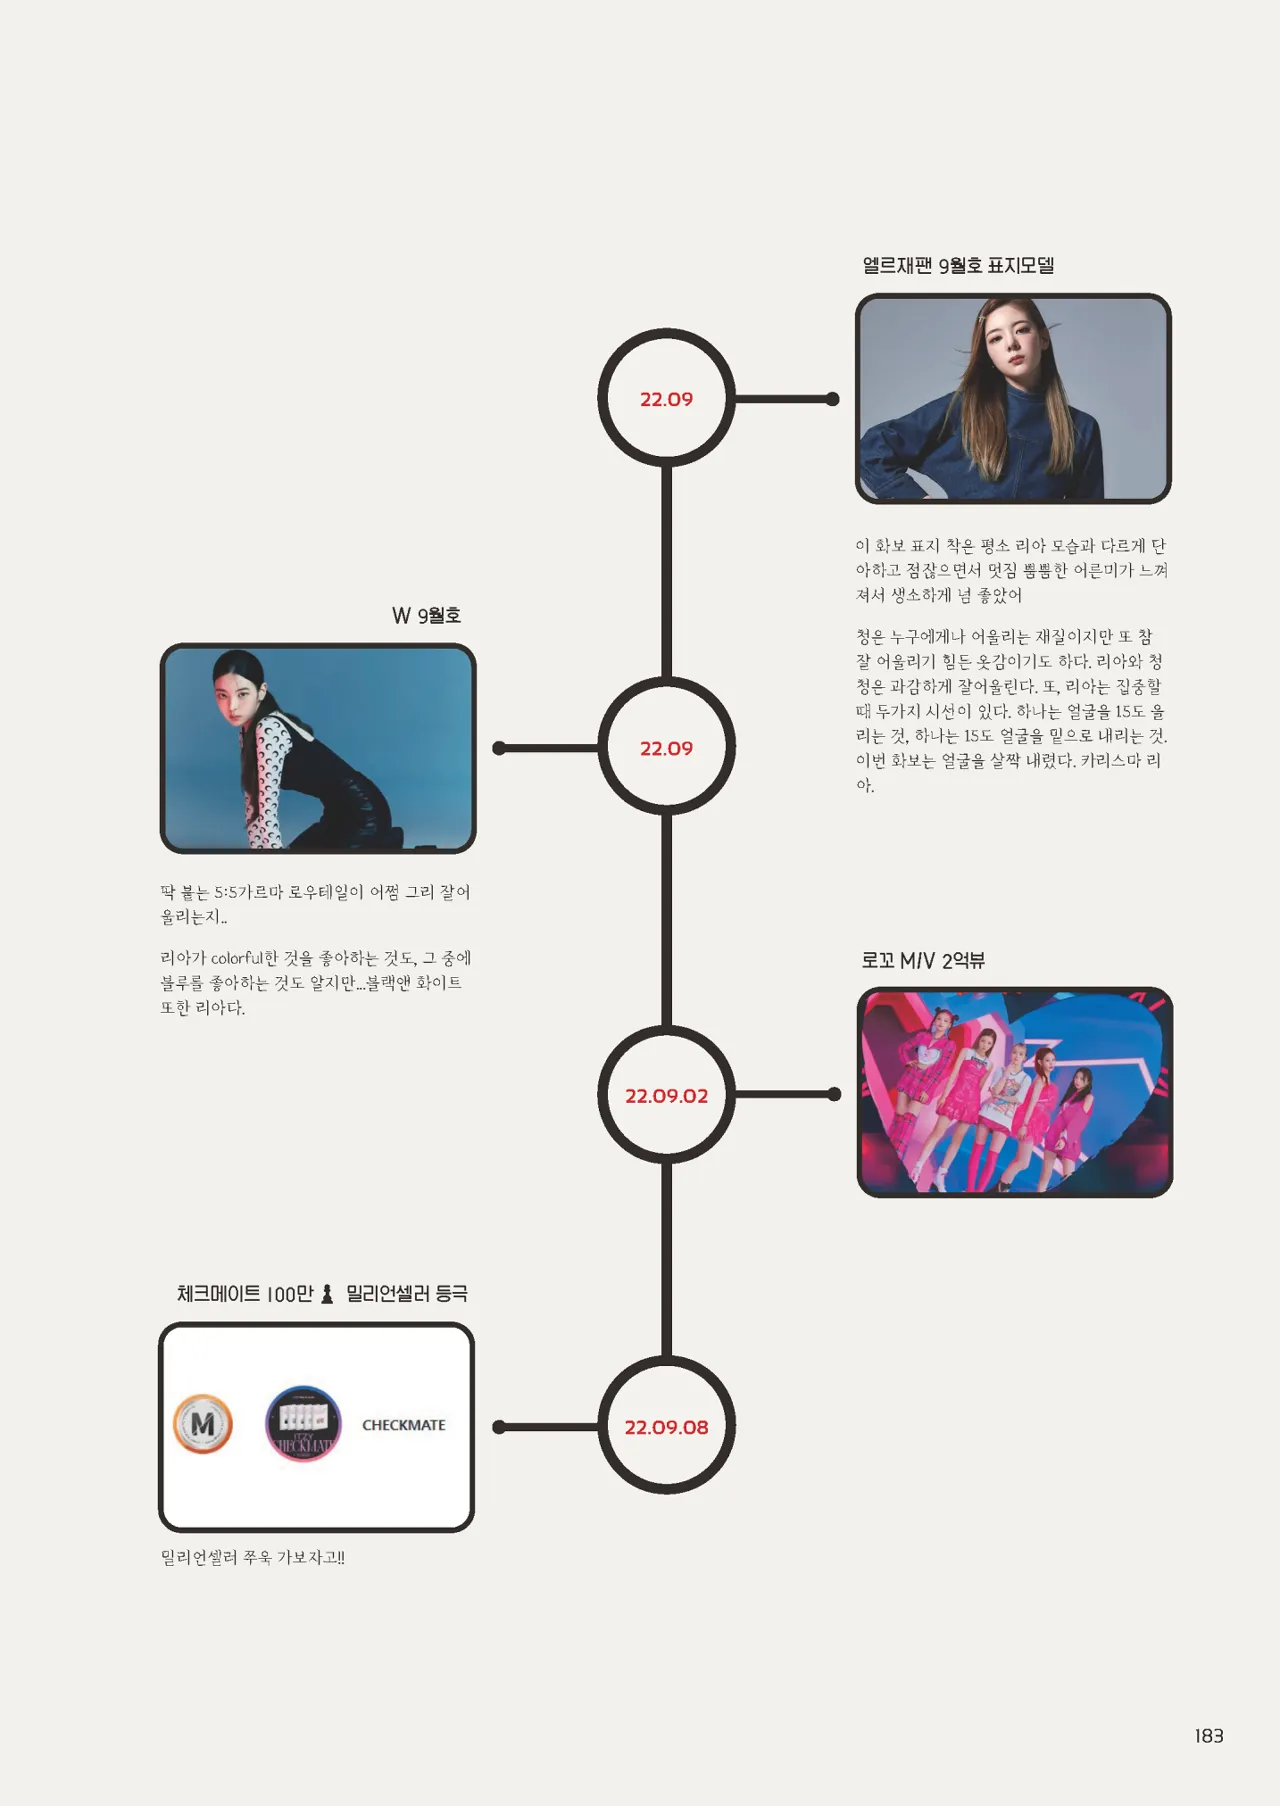 엘르재팬 9월호 표지모델
22.09
이 화보 표지 착은 평소 리아 모습과 다르게 단
아하고 점잖으면서 멋짐 뿜뿜한 어른미가 느껴
져서 생소하게 넘 좋았어
청은 누구에게나 어울리는 재질이지만 또 참
잘 어울리기 힘든 옷감이기도 하다. 리아와 청
청은 과감하게 잘어울린다. 또, 리아는 집중할
때 두가지 시선이 있다. 하나는 얼굴을 15도 올
리는 것, 하나는 15도 얼굴을 밑으로 내리는 것.
이번 화보는 얼굴을 살짝 내렸다. 카리스마 리
아.
W 9월호
22.09
딱 붙는 5:5가르마 로우테일이 어쩜 그리 잘어
울리는지..
리아가 colorful한 것을 좋아하는 것도, 그 중에
블루를 좋아하는 것도 알지만...블랙앤 화이트
또한 리아다.
로꼬 M/V 2억뷰
22.09.02
체크메이트 100만 밀리언셀러 등극
M
ITZY
CHECKMATE
CHECKMATE
22.09.08
밀리언셀러 쭈욱 가보자고!!
183